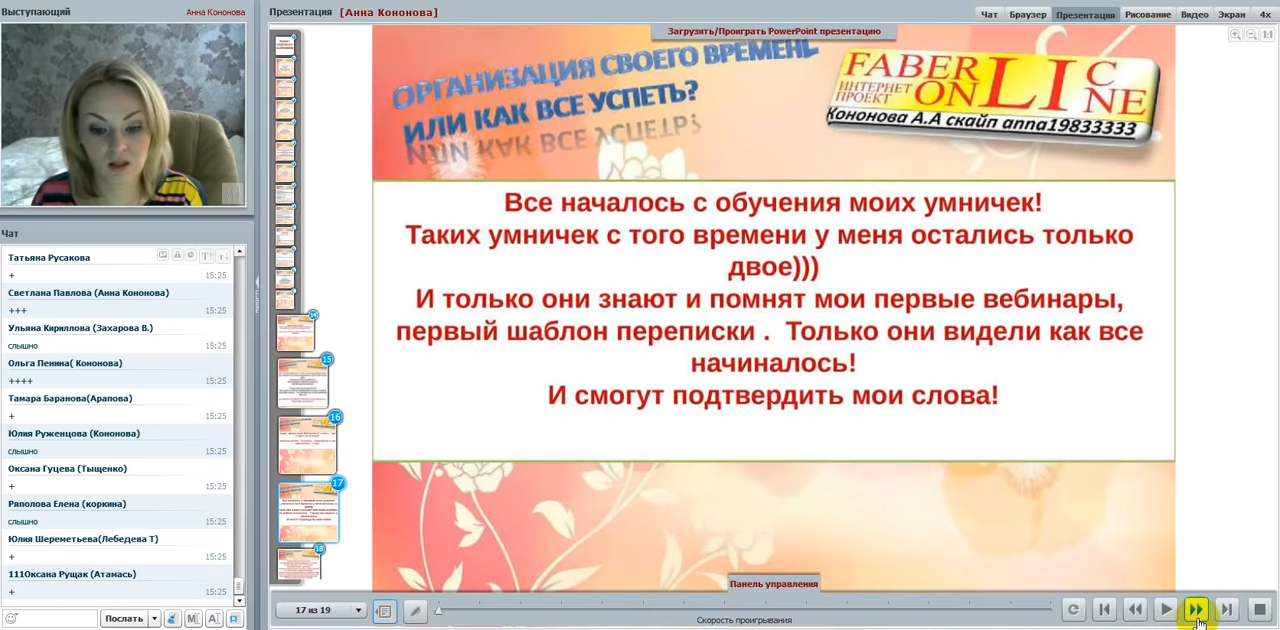 Выступающий
Анна Кононова
Презентация [Анна Кононова]
Чат
Браузер
Презентация
Рисование
Видео
Экран
4x
Загрузить/Проиграть PowerPoint презентацию
1:1
ОРГАНИЗАЦИЯ СВОЕГО ВРЕМЕНЬ
ИЛИ КАК ВСЕ УСПЕТЬ?
FABERLIC
ИНТЕРНЕТ ПРОЕКТ
ONLINE
Кононова А.А скайп anna19833333
Все началось с обучения моих умничек!
Таких умничек с того времени у меня остались только
двое)))
И только они знают и помнят мои первые вебинары,
первый шаблон переписки . Только они видели как все
начиналось!
И смогут подтвердить мои слова!
14
15
16
17
18
Чат
Татьяна Русакова
+ 15:25
Светлана Павлова (Анна Кононова)
+++ 15:25
Ульяна Кириллова (Захарова В.)
слышно 15:25
Ольга Пенина( Кононова)
++++ 15:25
Тамара Баранова(Арапова)
+ 15:25
Юлия Руженцова (Кононова)
слышно 15:25
Оксана Гуцева (Тыщенко)
+ 15:25
Ряполова Елена (коркина)
слышно 15:25
Юлия Шереметьева(Лебедева Т)
+ 15:25
111Оксана Рущак (Атамась)
+ 15:25
Послать
Панель управления
17 из 19
Скорость проигрывания